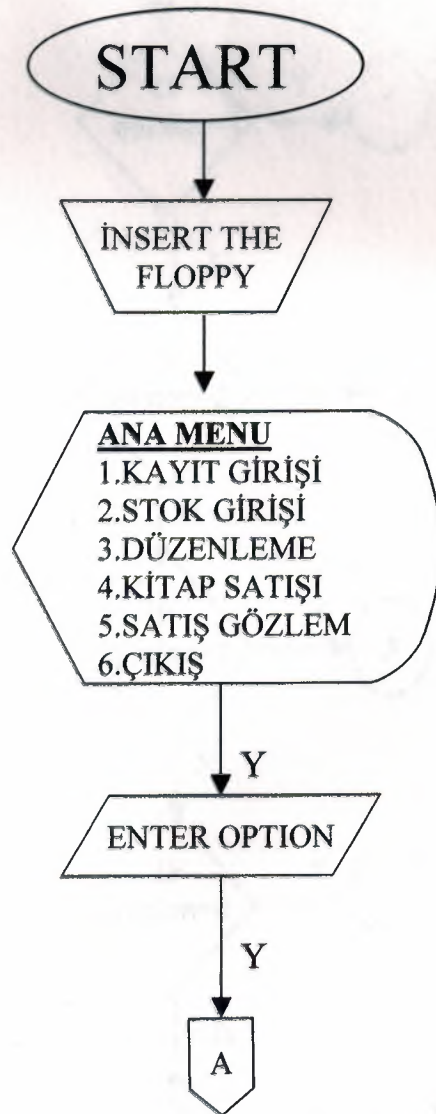 START
İNSERT THE
FLOPPY
ANA MENU
1.KAYIT GİRİŞİ
2.STOK GİRİŞİ
3.DÜZENLEME
4.KİTAP SATIŞI
5.SATIŞ GÖZLEM
6.ÇIKIŞ
Y
ENTER OPTION
Y
A